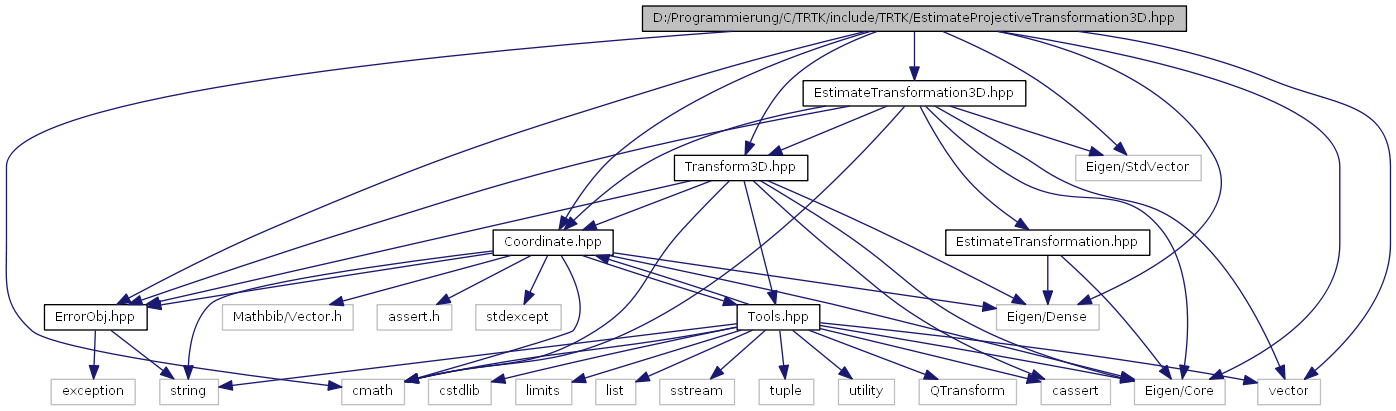 D:/Programmierung/C/TRTK/include/TRTK/EstimateProjectiveTransformation3D.hpp
EstimateTransformation3D.hpp
Transform3D.hpp
Eigen/StdVector
Coordinate.hpp
EstimateTransformation.hpp
ErrorObj.hpp
Mathbib/Vector.h
assert.h
stdexcept
Tools.hpp
Eigen/Dense
exception
string
cmath
cstdlib
limits
list
sstream
tuple
utility
QTransform
cassert
Eigen/Core
vector